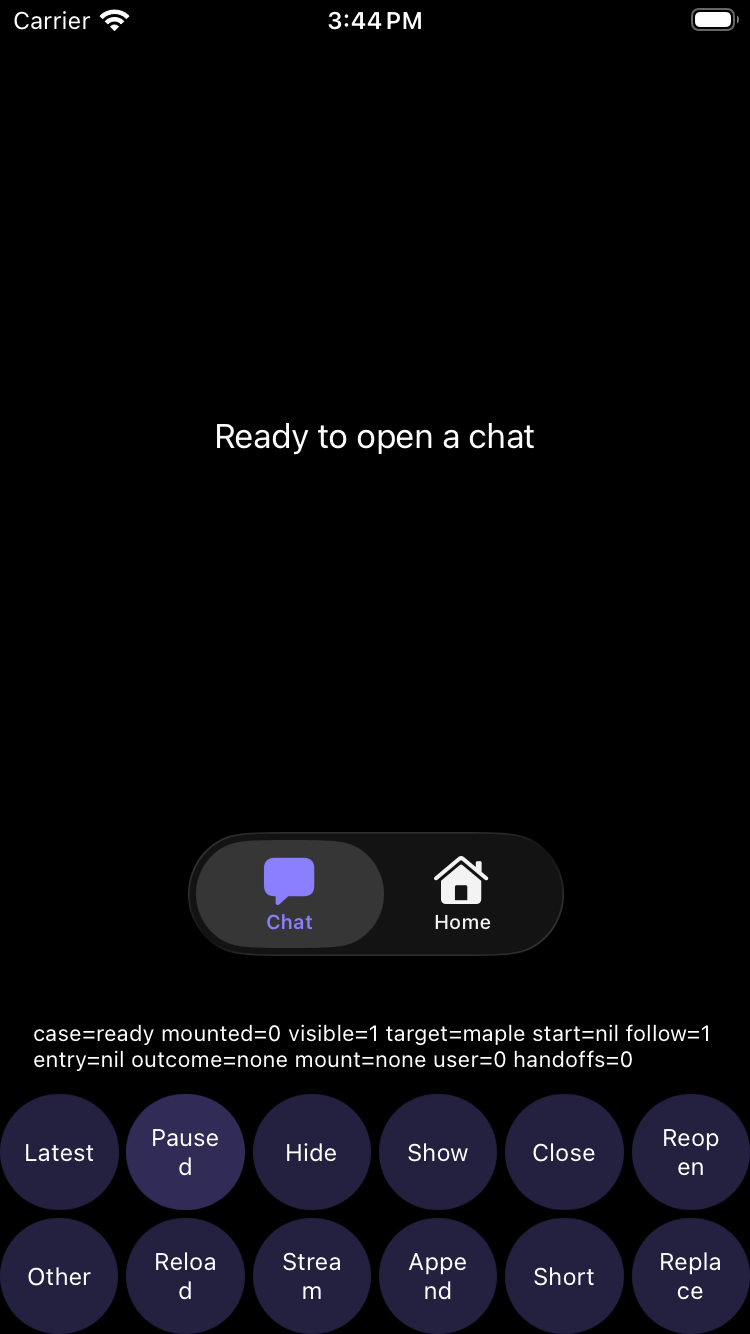 Carrier 3:44 PM
Ready to open a chat
Chat Home
case=ready mounted=0 visible=1 target=maple start=nil follow=1
entry=nil outcome=none mount=none user=0 handoffs=0
Latest
Pause
d
Hide
Show
Close
Reop
en
Other
Reloa
d
Strea
m
Appe
nd
Short
Repla
ce